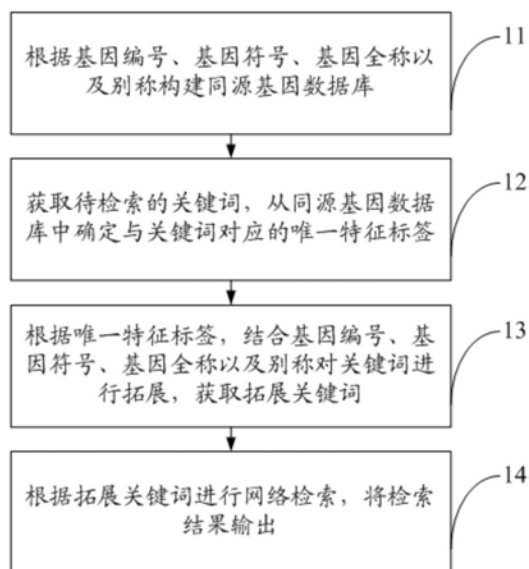 根据基因编号、基因符号、基因全称以
及别称构建同源基因数据库
11
获取待检索的关键词，从同源基因数据
库中确定与关键词对应的唯一特征标签
12
根据唯一特征标签，结合基因编号、基
因符号、基因全称以及别称对关键词进
行拓展，获取拓展关键词
13
根据拓展关键词进行网络检索，将检索
结果输出
14